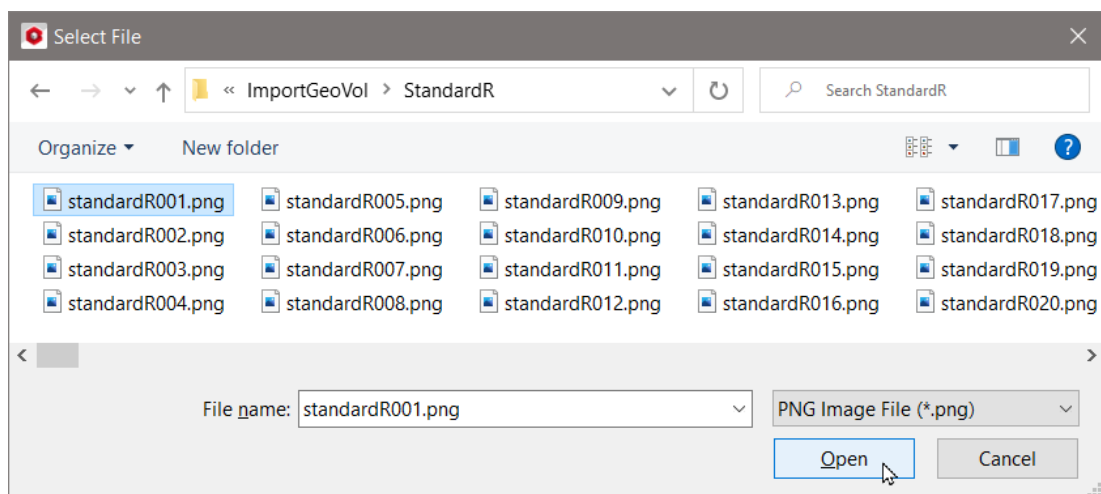 Select File
« ImportGeoVol > StandardR Search StandardR
Organize New folder
standardR001.png standardR005.png standardR009.png standardR013.png standardR017.png
standardR002.png standardR006.png standardR010.png standardR014.png standardR018.png
standardR003.png standardR007.png standardR011.png standardR015.png standardR019.png
standardR004.png standardR008.png standardR012.png standardR016.png standardR020.png
File name: standardR001.png PNG Image File (*.png)
Open Cancel